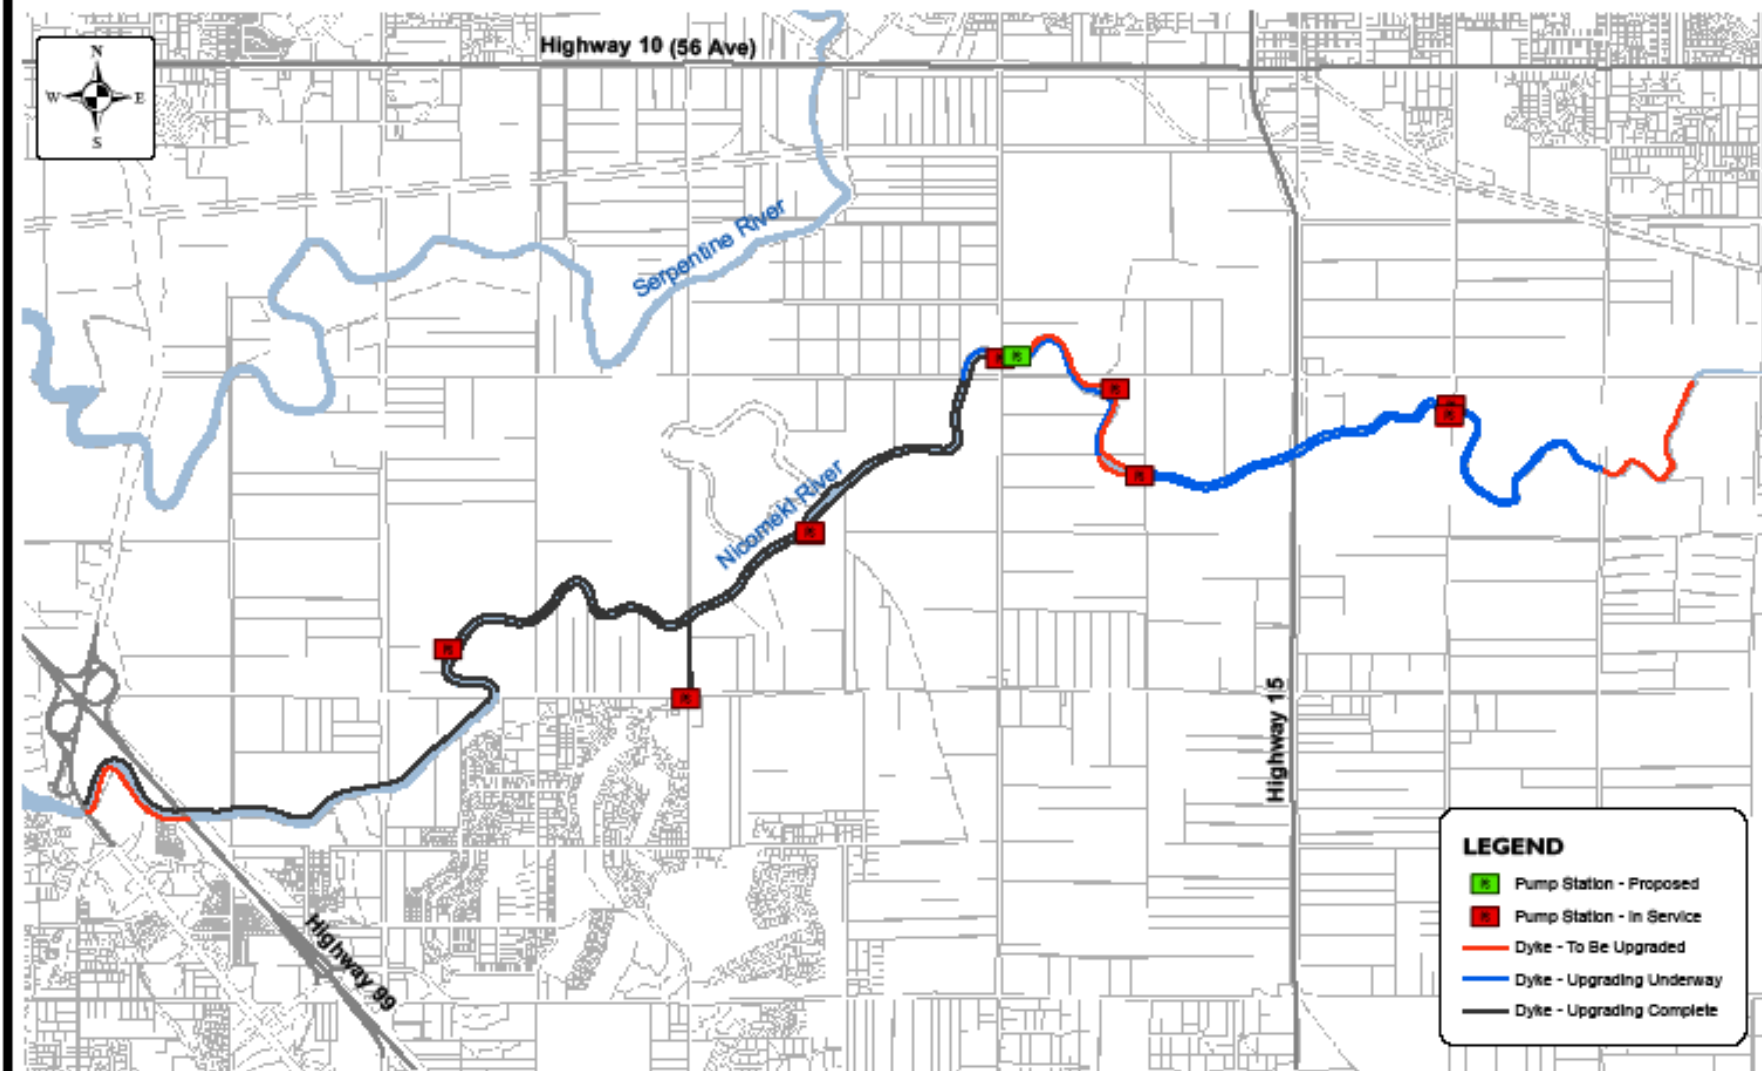 N
W E
S
Highway 10 (56 Ave)
Serpentine River
Nicomekl River
Highway 15
Highway 99
LEGEND
Pump Station - Proposed
Pump Station - In Service
Dyke - To Be Upgraded
Dyke - Upgrading Underway
Dyke - Upgrading Complete